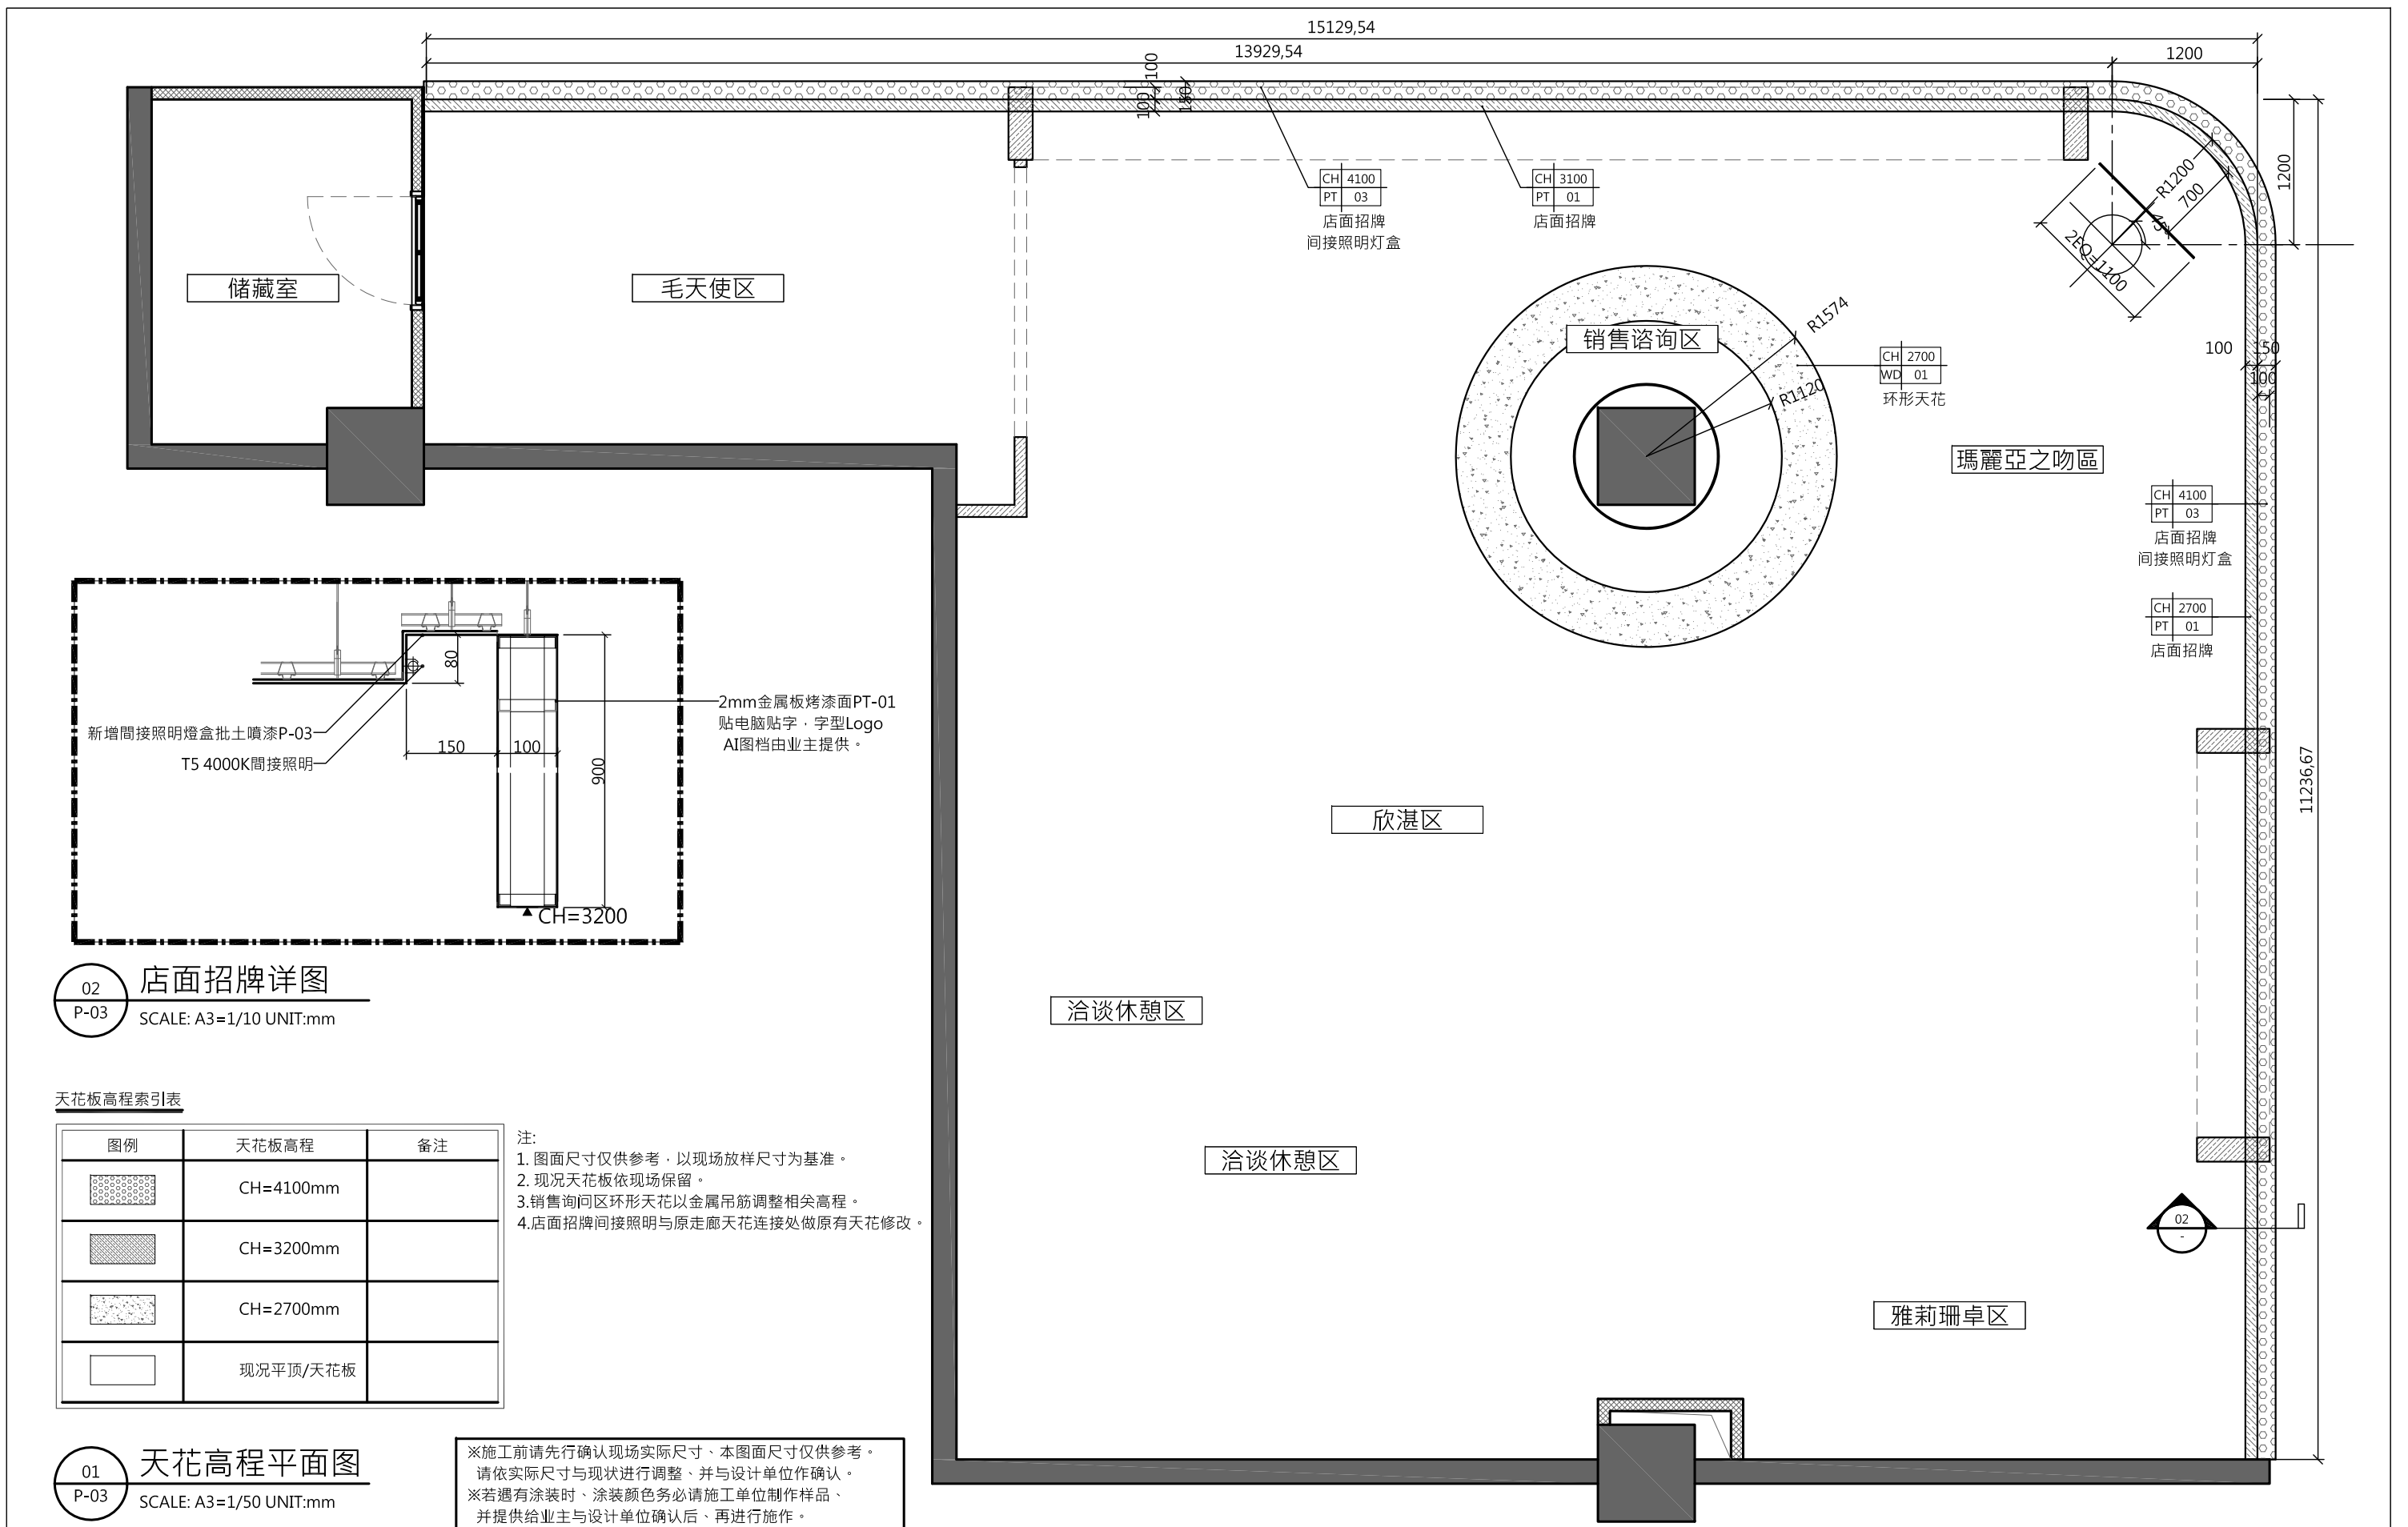 15129,54
13929,54
1200
100
100
150
CH 4100
PT 03
店面招牌
间接照明灯盒
CH 3100
PT 01
店面招牌
R1200
700
45°
2EQ=1100
1200
储藏室
毛天使区
销售谘询区
R1574
R1120
CH 2700
WD 01
环形天花
100
150
100
瑪麗亞之吻區
CH 4100
PT 03
店面招牌
间接照明灯盒
CH 2700
PT 01
店面招牌
11236,67
80
150
100
900
新增間接照明燈盒批土噴漆P-03
T5 4000K間接照明
2mm金属板烤漆面PT-01
贴电脑贴字，字型Logo
AI图档由业主提供。
CH=3200
欣湛区
洽谈休憩区
洽谈休憩区
雅莉珊卓区
02
-
02
P-03
店面招牌详图
SCALE: A3=1/10 UNIT:mm
天花板高程索引表
图例 天花板高程 备注
CH=4100mm
CH=3200mm
CH=2700mm
现况平顶/天花板
注:
1. 图面尺寸仅供参考，以现场放样尺寸为基准。
2. 现况天花板依现场保留。
3.销售询问区环形天花以金属吊筋调整相关高程。
4.店面招牌间接照明与原走廊天花连接处做原有天花修改。
01
P-03
天花高程平面图
SCALE: A3=1/50 UNIT:mm
※施工前请先行确认现场实际尺寸、本图面尺寸仅供参考。
请依实际尺寸与现状进行调整、并与设计单位作确认。
※若遇有涂装时、涂装颜色务必请施工单位制作样品、
并提供给业主与设计单位确认后、再进行施作。